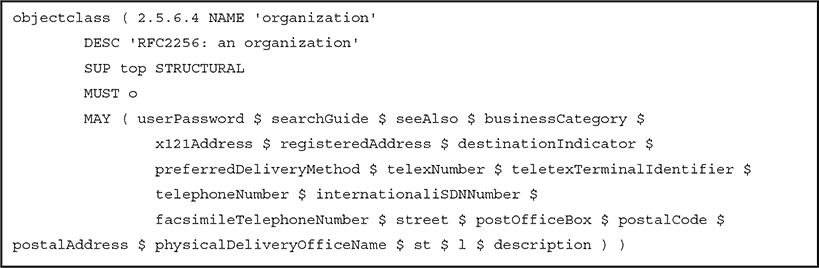 objectclass ( 2.5.6.4 NAME 'organization'
DESC 'RFC2256: an organization'
SUP top STRUCTURAL
MUST o
MAY ( userPassword $ searchGuide $ seeAlso $ businessCategory $
x121Address $ registeredAddress $ destinationIndicator $
preferredDeliveryMethod $ telexNumber $ teletexTerminalIdentifier $
telephoneNumber $ internationaliSDNNumber $
facsimileTelephoneNumber $ street $ postOfficeBox $ postalCode $
postalAddress $ physicalDeliveryOfficeName $ st $ l $ description ) )